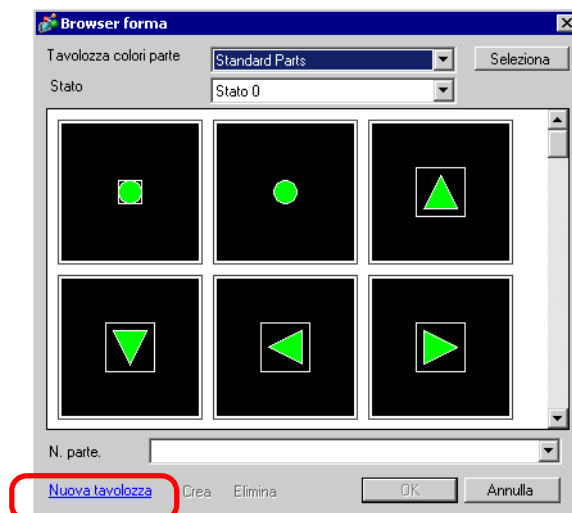 Browser forma
Tavolozza colori parte Standard Parts Seleziona
Stato Stato 0
N. parte.
Nuova tavolozza Crea Elimina OK Annulla